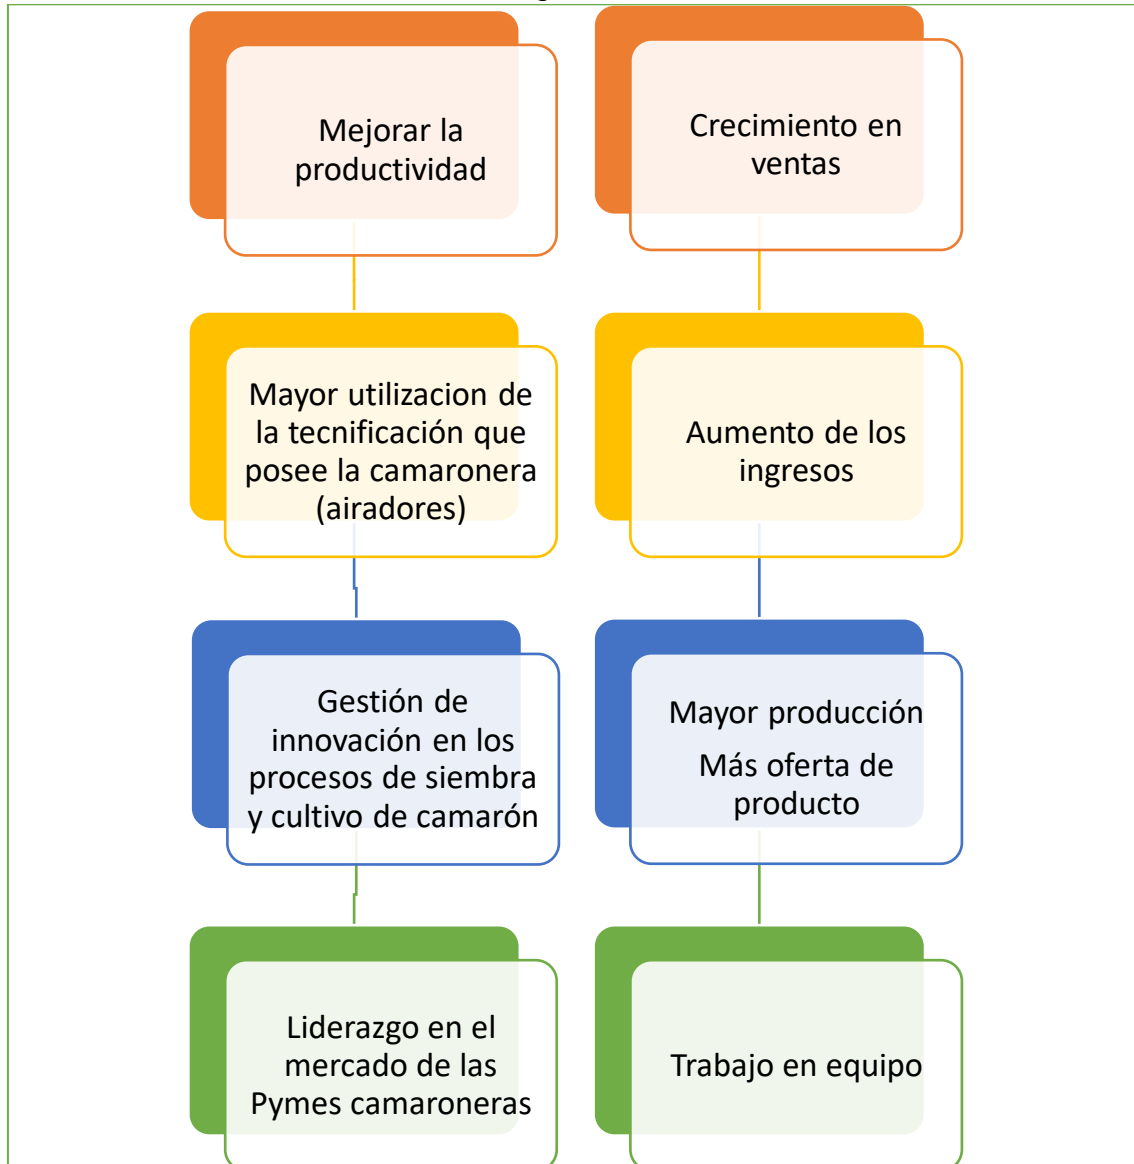 Mejorar la
productividad
Crecimiento en
ventas
Mayor utilizacion de
la tecnificación que
posee la camaronera
(airadores)
Aumento de los
ingresos
Gestión de
innovación en los
procesos de siembra
y cultivo de camarón
Mayor producción
Más oferta de
producto
Liderazgo en el
mercado de las
Pymes camaroneras
Trabajo en equipo